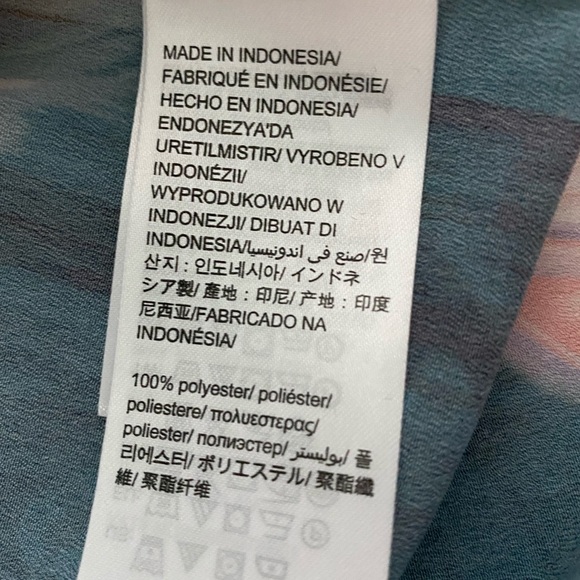 MADE IN INDONESIA/
FABRIQUÉ EN INDONÉSIE/
HECHO EN INDONESIA/
ENDONEZYA'DA
URETILMISTIR/ VYROBENO V
INDONÉZII/
WYPRODUKOWANO W
INDONEZJI/ DIBUAT DI
INDONESIA/صنع في اندونيسيا/원
산지 : 인도네시아/ インドネ
シア製/ 產地 : 印尼/ 产地 : 印度
尼西亚/FABRICADO NA
INDONÉSIA/
100% polyester/ poliéster/
poliestere/ πολυεστερας/
poliester/ полиэстер/ بوليستر/ 폴
리에스터/ ポリエステル/ 聚酯纖
維/ 聚酯纤维